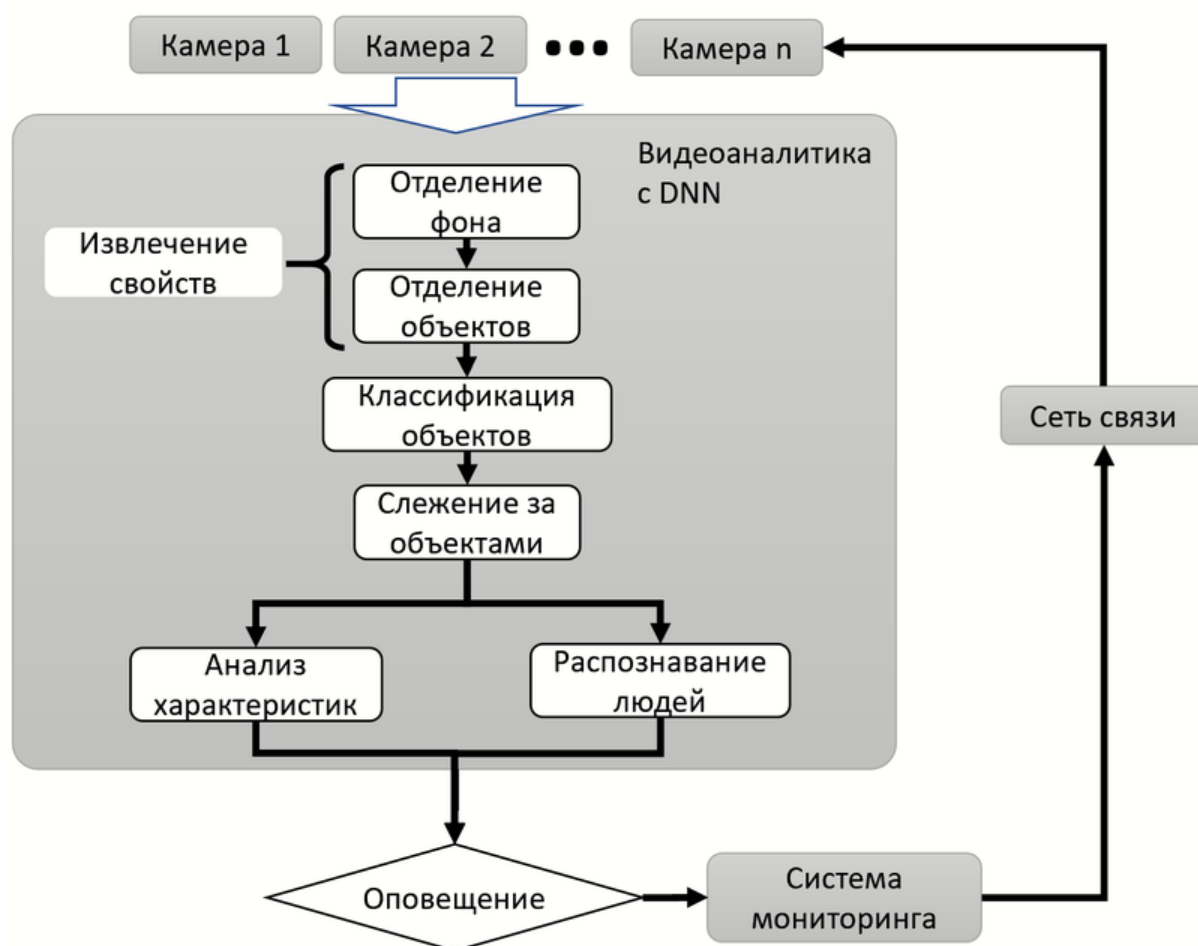 Камера 1
Камера 2
Камера n
Видеоаналитика
с DNN
Отделение
фона
Извлечение
свойств
Отделение
объектов
Классификация
объектов
Сеть связи
Слежение за
объектами
Анализ
характеристик
Распознавание
людей
Оповещение
Система
мониторинга